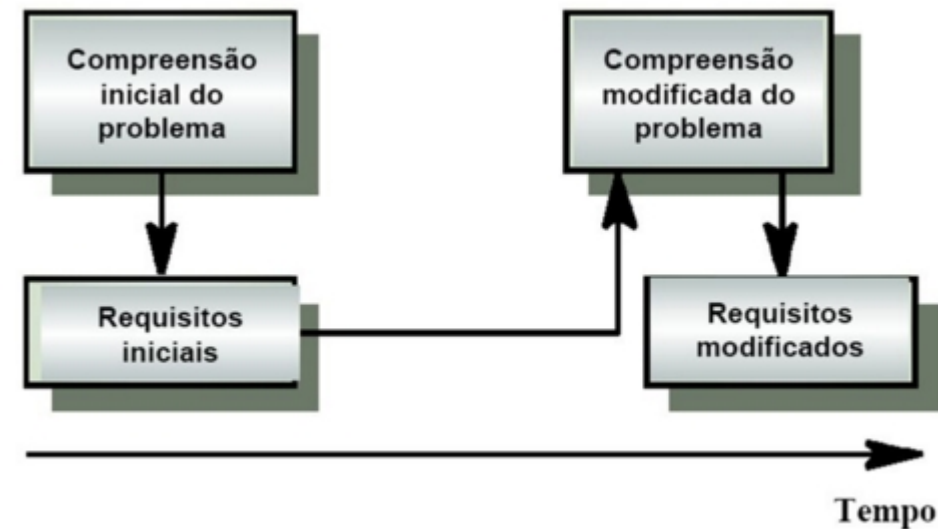 Compreensão
inicial do
problema
Compreensão
modificada do
problema
Requisitos
iniciais
Requisitos
modificados
Tempo